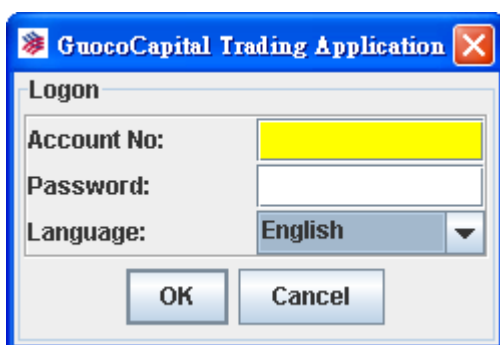 GuocoCapital Trading Application
Logon
Account No:
Password:
Language: English
OK Cancel